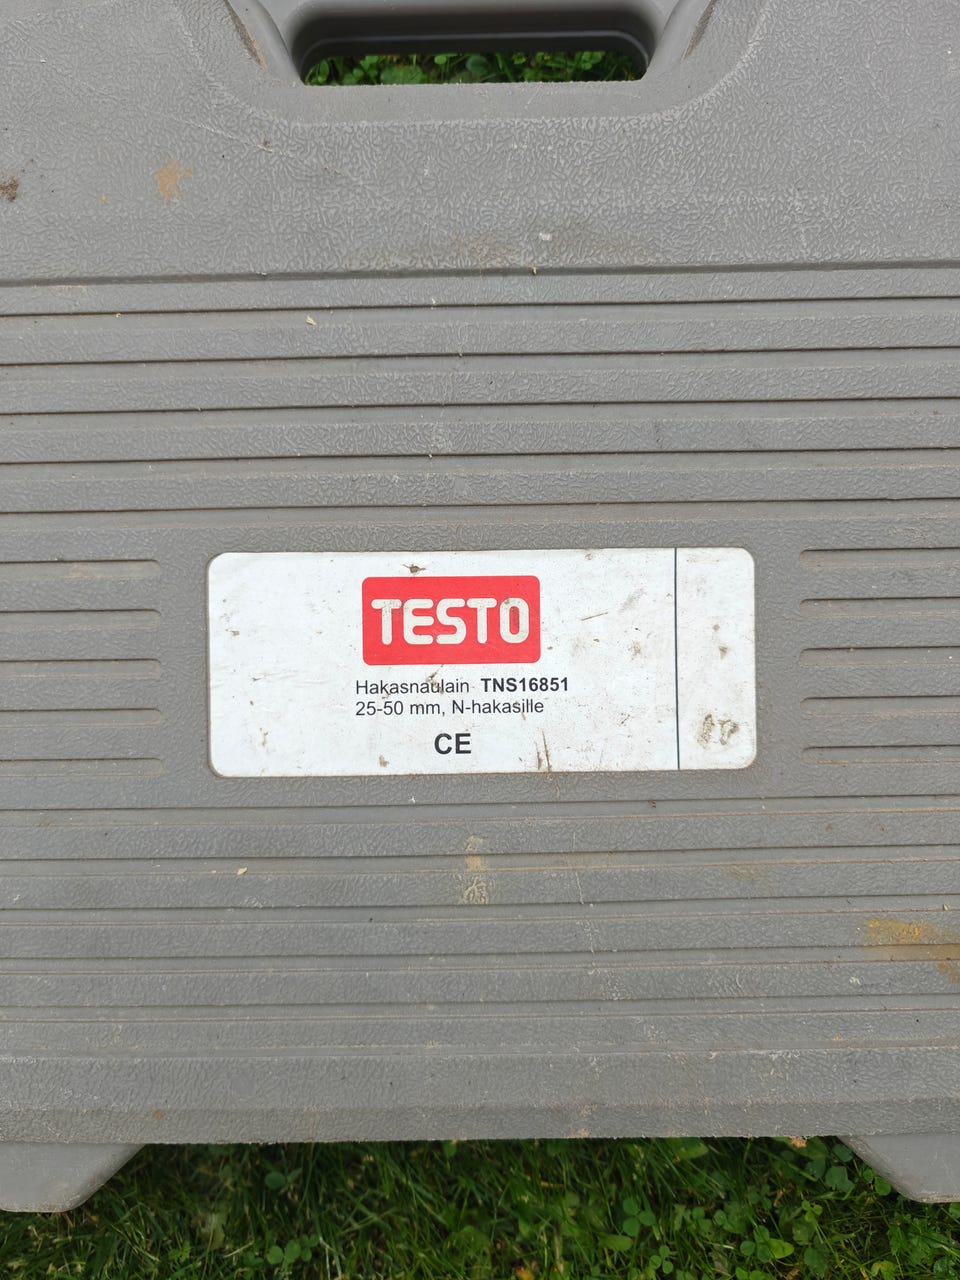 TESTO
Hakasnaulain TNS16851
25-50 mm, N-hakasille
CE